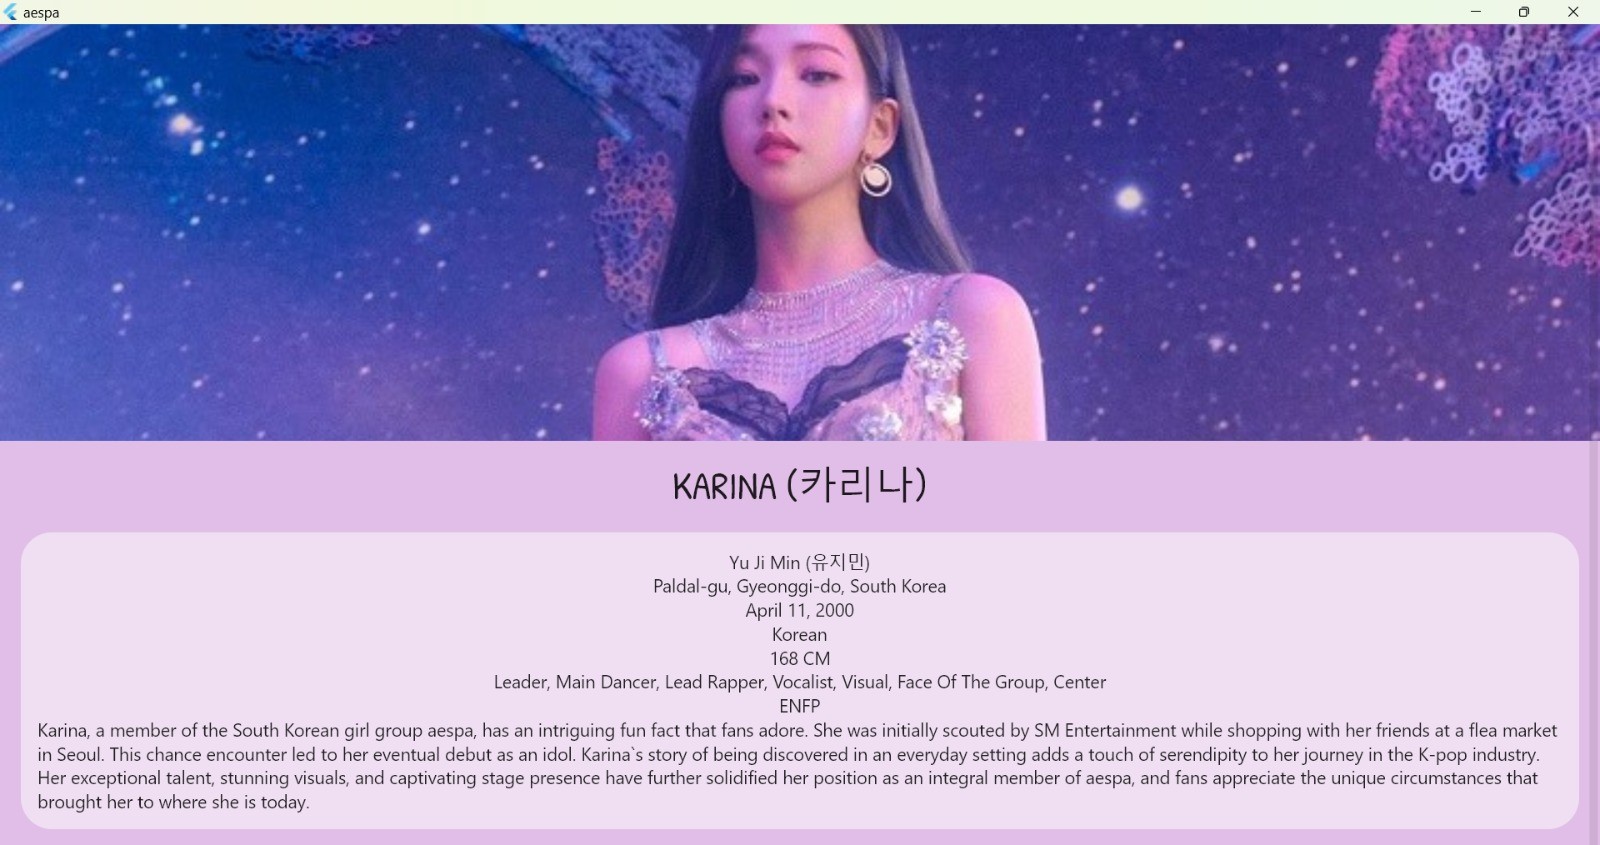 aespa
KARINA (카리나)
Yu Ji Min (유지민)
Paldal-gu, Gyeonggi-do, South Korea
April 11, 2000
Korean
168 CM
Leader, Main Dancer, Lead Rapper, Vocalist, Visual, Face Of The Group, Center
ENFP
Karina, a member of the South Korean girl group aespa, has an intriguing fun fact that fans adore. She was initially scouted by SM Entertainment while shopping with her friends at a flea market
in Seoul. This chance encounter led to her eventual debut as an idol. Karina`s story of being discovered in an everyday setting adds a touch of serendipity to her journey in the K-pop industry.
Her exceptional talent, stunning visuals, and captivating stage presence have further solidified her position as an integral member of aespa, and fans appreciate the unique circumstances that
brought her to where she is today.